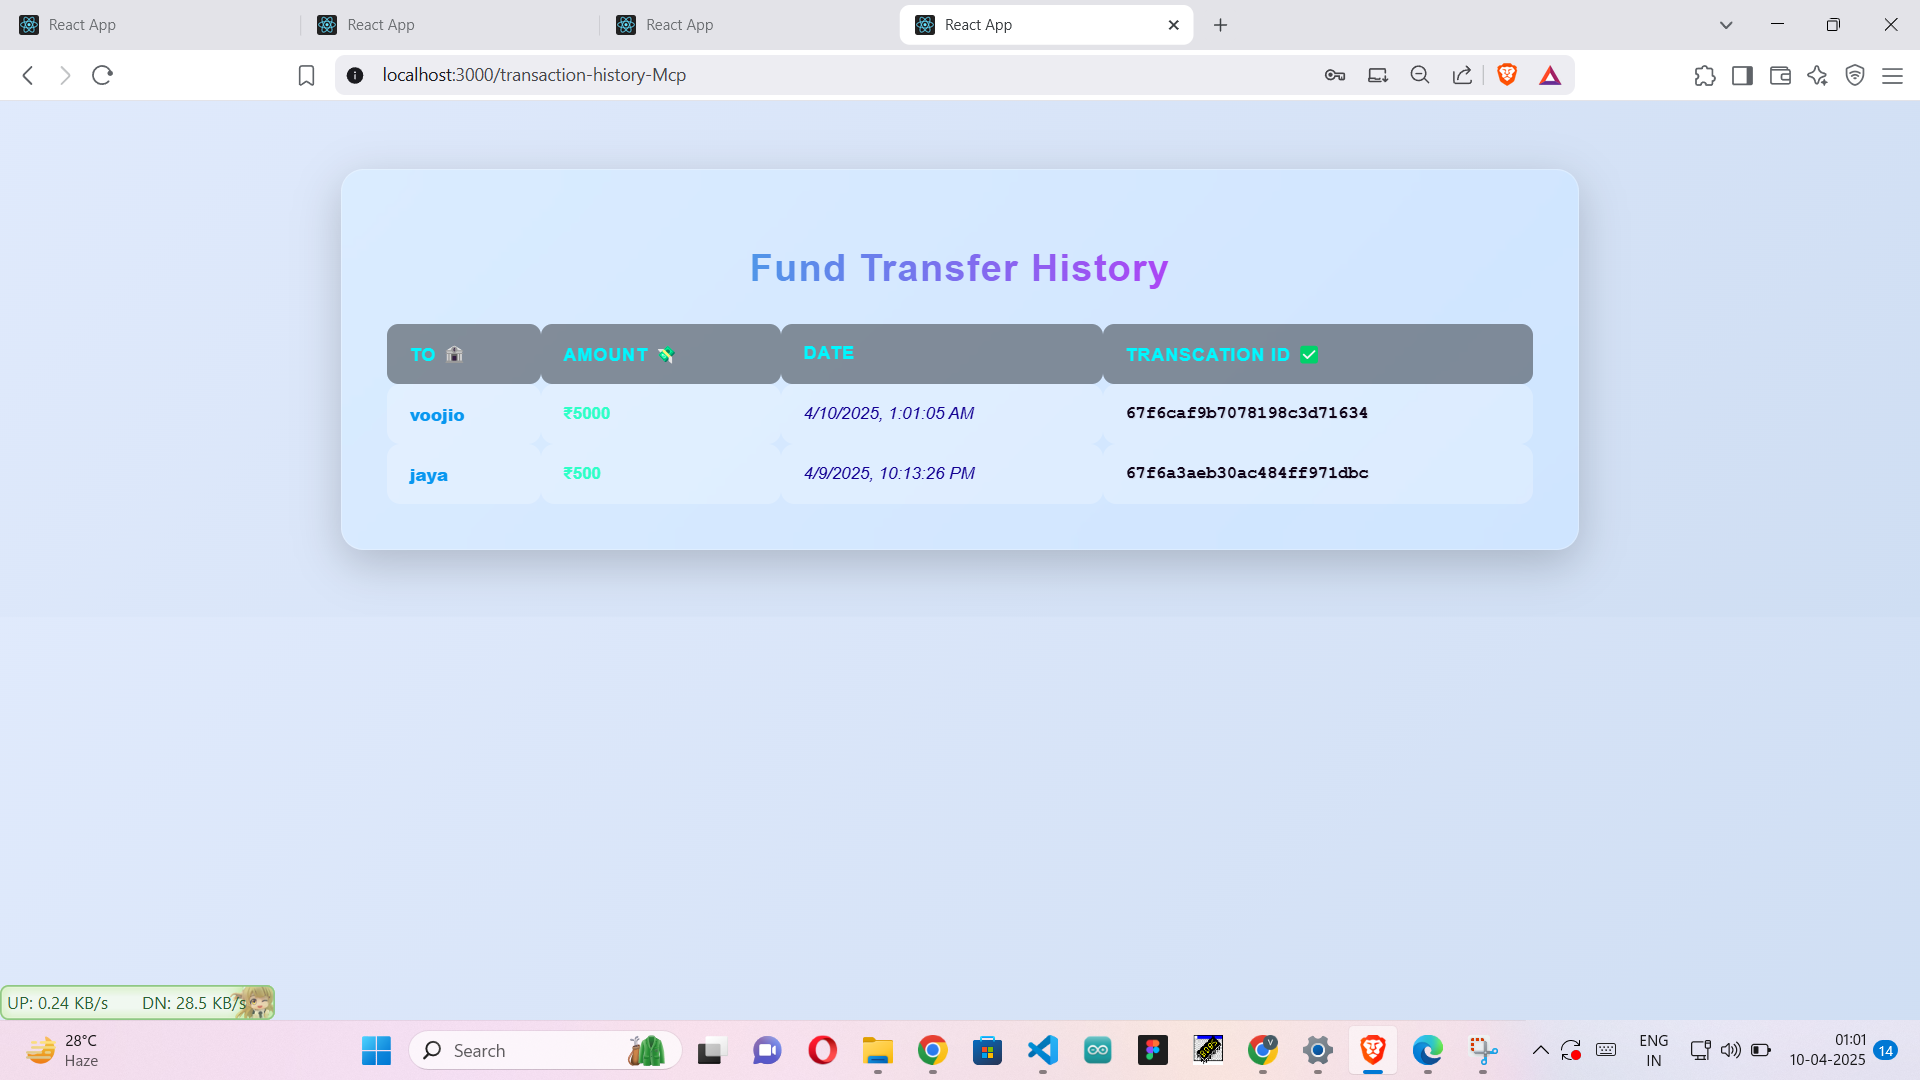 React App
React App
React App
React App
localhost:3000/transaction-history-Mcp
Fund Transfer History
TO AMOUNT DATE TRANSCATION ID
voojio ₹5000 4/10/2025, 1:01:05 AM 67f6caf9b7078198c3d71634
jaya ₹500 4/9/2025, 10:13:26 PM 67f6a3aeb30ac484ff971dbc
UP: 0.24 KB/s DN: 28.5 KB/s
28°C
Haze
Search
V
ENG
IN
01:01
10-04-2025
14